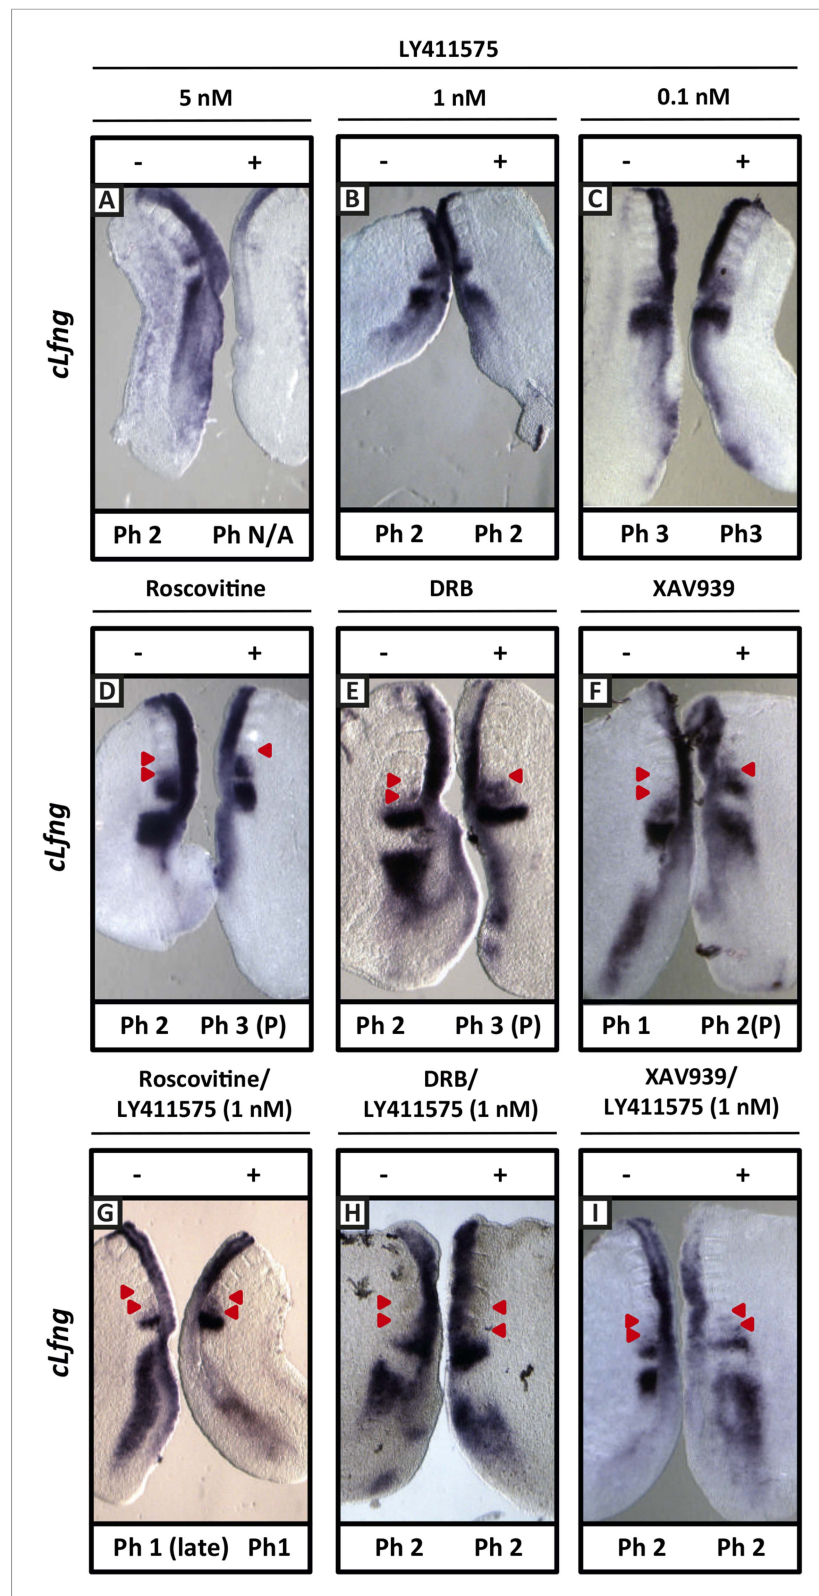 LY411575
5 nM 1 nM 0.1 nM
- + - + - +
A B C
cLfng
Ph 2 Ph N/A Ph 2 Ph 2 Ph 3 Ph3
Roscovitine DRB XAV939
- + - + - +
D E F
cLfng
Ph 2 Ph 3 (P) Ph 2 Ph 3 (P) Ph 1 Ph 2(P)
Roscovitine/ DRB/ XAV939/
LY411575 (1 nM) LY411575 (1 nM) LY411575 (1 nM)
- + - + - +
G H I
cLfng
Ph 1 (late) Ph1 Ph 2 Ph 2 Ph 2 Ph 2